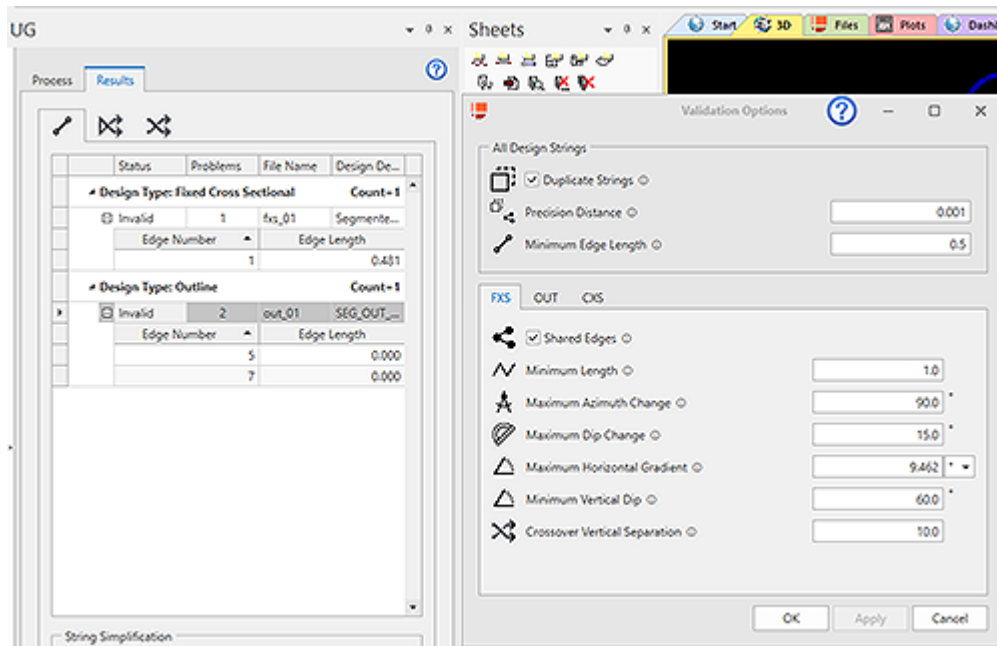 UG
Process Results
Status Problems File Name Design De...
Design Type: Fixed Cross Sectional Count=1
Invalid 1 fxs_01 Segmente...
Edge Number Edge Length
1 0.481
Design Type: Outline Count=1
Invalid 2 out_01 SEG_OUT_...
Edge Number Edge Length
5 0.000
7 0.000
String Simplification
Sheets
Start 3D Files Plots Dashb
Validation Options
All Design Strings
Duplicate Strings
Precision Distance 0.001
Minimum Edge Length 0.5
FXS OUT CXS
Shared Edges
Minimum Length 1.0
Maximum Azimuth Change 90.0 °
Maximum Dip Change 15.0 °
Maximum Horizontal Gradient 9.462 °
Minimum Vertical Dip 60.0 °
Crossover Vertical Separation 10.0
OK Apply Cancel